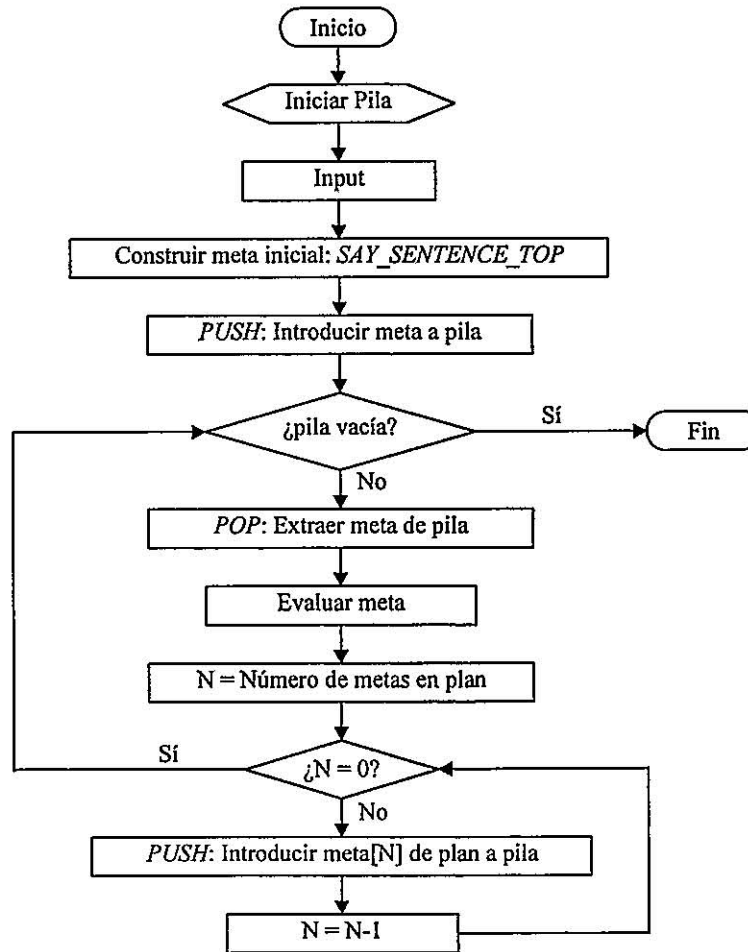 Inicio
Iniciar Pila
Input
Construir meta inicial: SAY_SENTENCE_TOP
PUSH: Introducir meta a pila
¿pila vacía?
Sí
Fin
No
POP: Extraer meta de pila
Evaluar meta
N = Número de metas en plan
Sí
¿N = 0?
No
PUSH: Introducir meta[N] de plan a pila
N = N-1